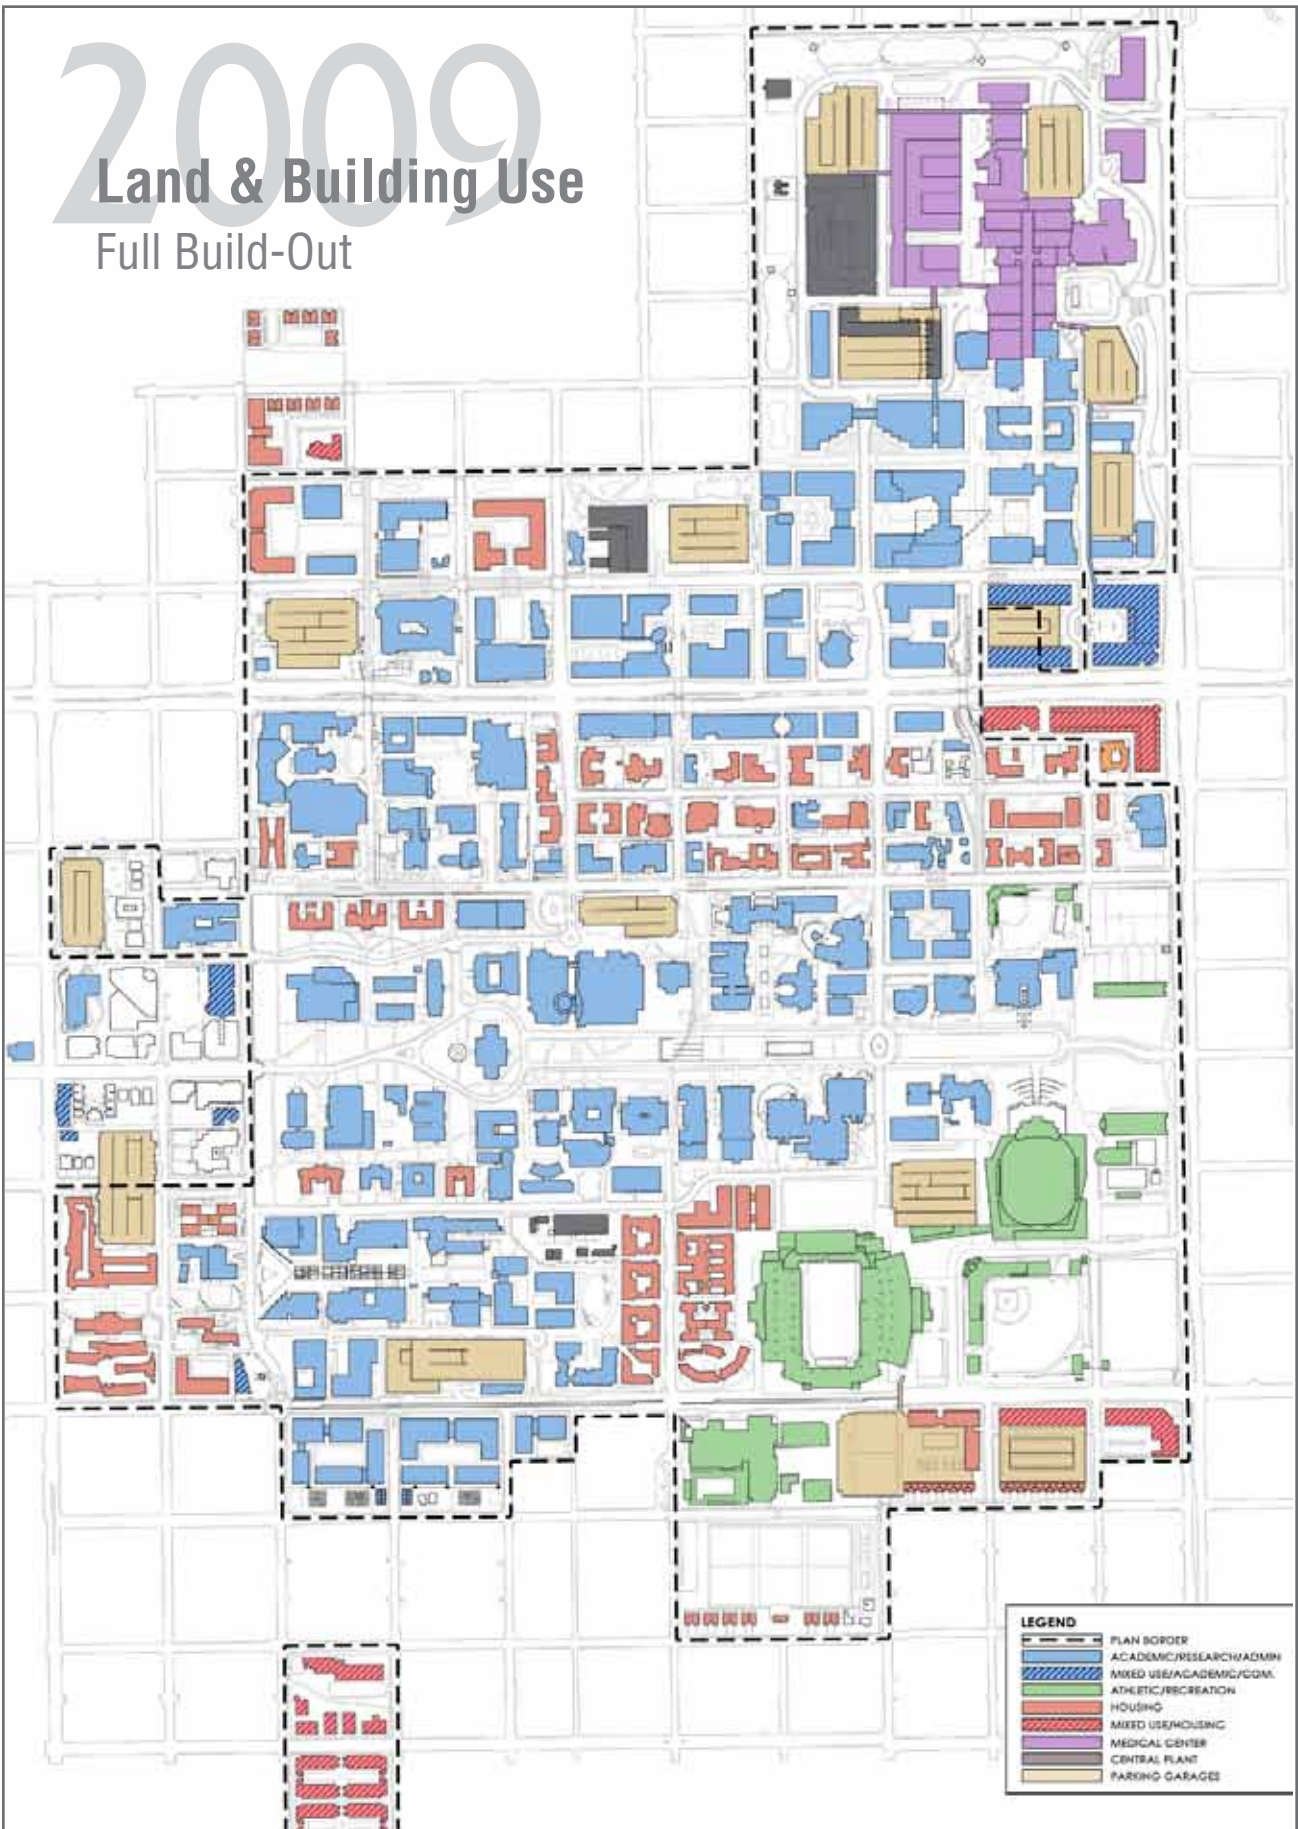 2009
Land & Building Use
Full Build-Out
LEGEND
PLAN BORDER
ACADEMIC/RESEARCH/ADMIN
MIXED USE/ACADEMIC/COM.
ATHLETIC/RECREATION
HOUSING
MIXED USE/HOUSING
MEDICAL CENTER
CENTRAL PLANT
PARKING GARAGES